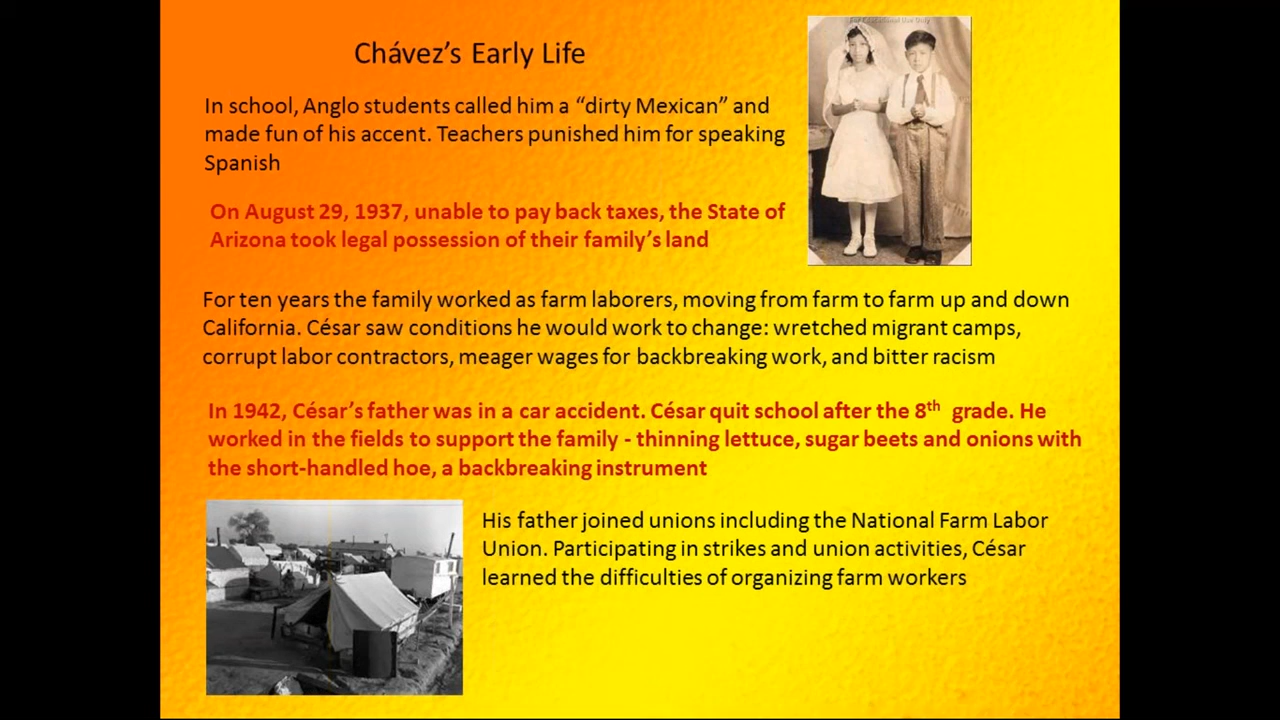 For Educational Use Only
Chávez’s Early Life
In school, Anglo students called him a “dirty Mexican” and
made fun of his accent. Teachers punished him for speaking
Spanish
On August 29, 1937, unable to pay back taxes, the State of
Arizona took legal possession of their family’s land
For ten years the family worked as farm laborers, moving from farm to farm up and down
California. César saw conditions he would work to change: wretched migrant camps,
corrupt labor contractors, meager wages for backbreaking work, and bitter racism
In 1942, César’s father was in a car accident. César quit school after the 8th grade. He
worked in the fields to support the family - thinning lettuce, sugar beets and onions with
the short-handled hoe, a backbreaking instrument
His father joined unions including the National Farm Labor
Union. Participating in strikes and union activities, César
learned the difficulties of organizing farm workers